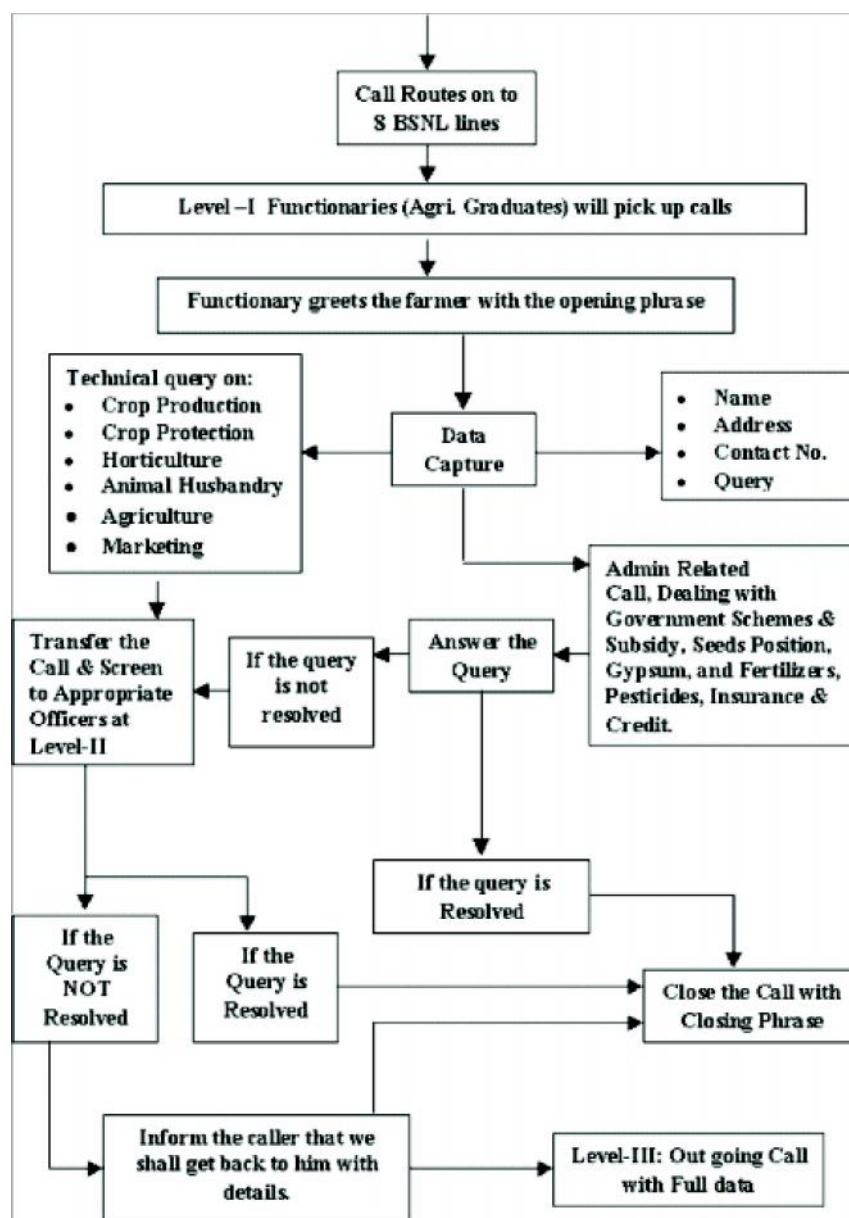 Call Routes on to
8 BSNL lines
Level –I Functionaries (Agri. Graduates) will pick up calls
Functionary greets the farmer with the opening phrase
Technical query on:
• Crop Production
• Crop Protection
• Horticulture
• Animal Husbandry
• Agriculture
• Marketing
Data
Capture
• Name
• Address
• Contact No.
• Query
Admin Related
Call, Dealing with
Government Schemes &
Subsidy, Seeds Position,
Gypsum, and Fertilizers,
Pesticides, Insurance &
Credit.
Answer the
Query
If the query
is not
resolved
Transfer the
Call & Screen
to Appropriate
Officers at
Level-II
If the query is
Resolved
If the
Query is
NOT
Resolved
If the
Query is
Resolved
Close the Call with
Closing Phrase
Inform the caller that we
shall get back to him with
details.
Level-III: Out going Call
with Full data